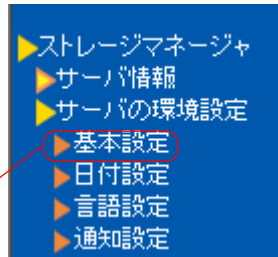 ストレージマネージャ
サーバ情報
サーバの環境設定
基本設定
日付設定
言語設定
通知設定